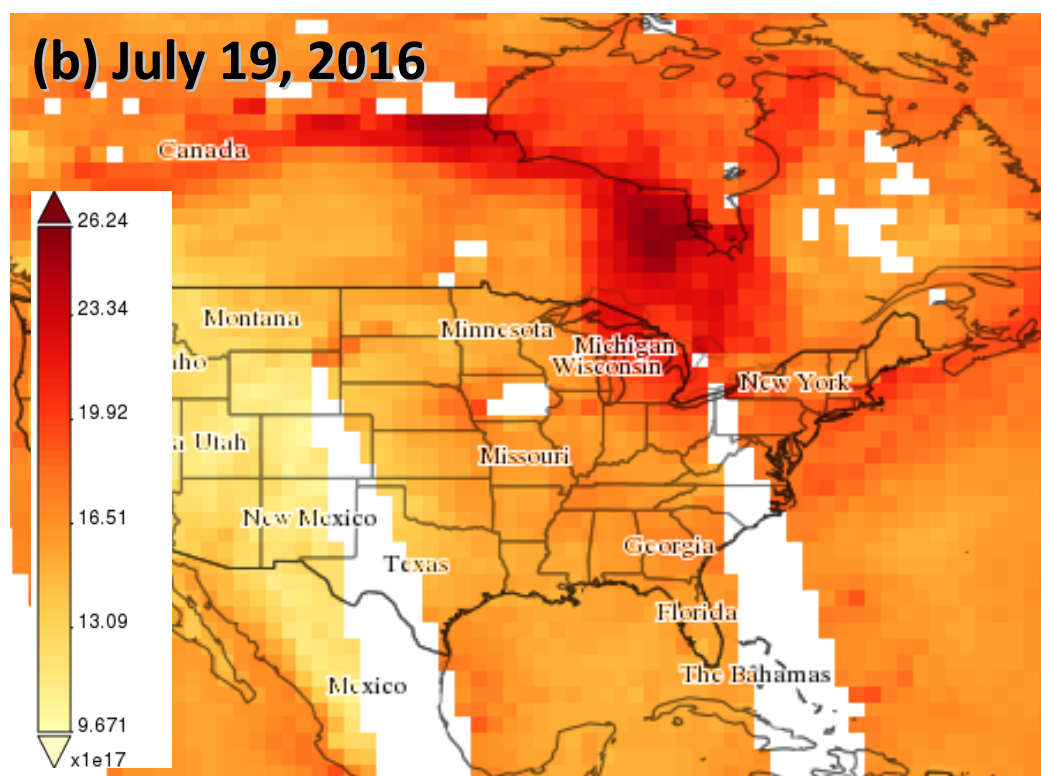 (b) July 19, 2016
Canada
26.24
23.34
19.92
16.51
13.09
9.671
x1e17
Montana
Minnesota
Michigan
Wisconsin
New York
aho
a Utah
Missouri
New Mexico
Georgia
Texas
Florida
The Bahamas
Mexico